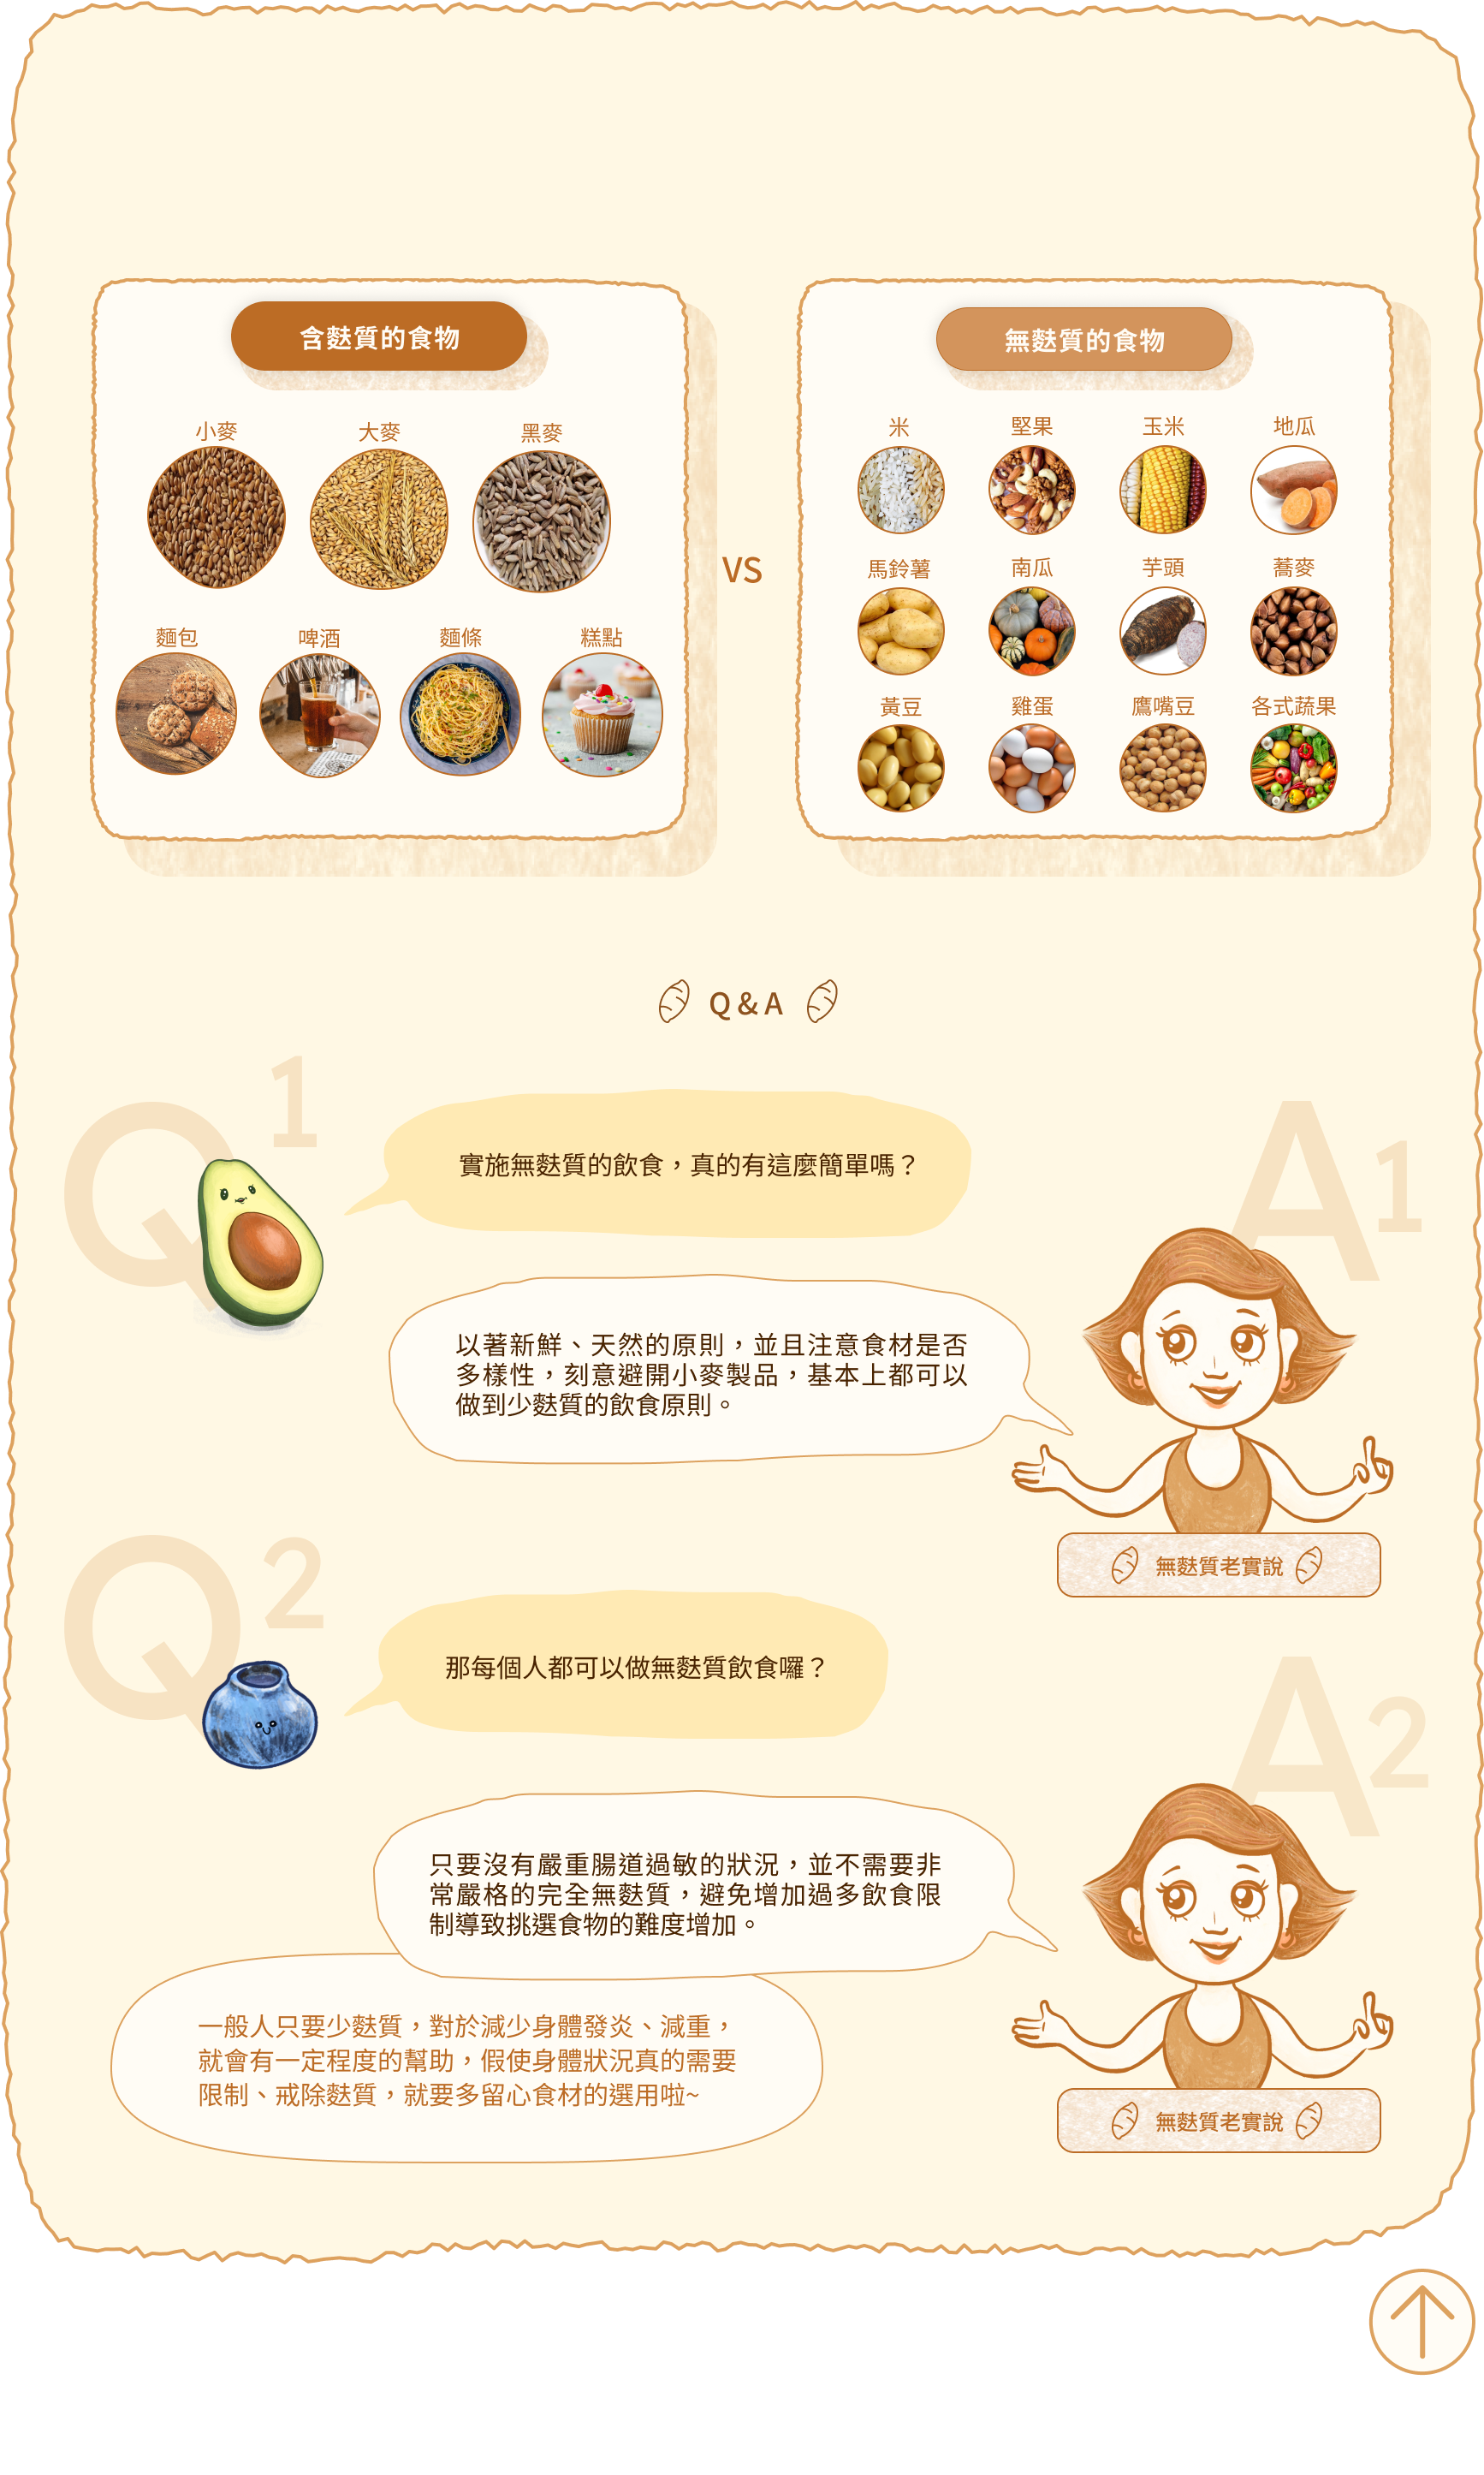 含麩質的食物
小麥
大麥
黑麥
麵包
啤酒
麵條
糕點
VS
無麩質的食物
米
堅果
玉米
地瓜
馬鈴薯
南瓜
芋頭
蕎麥
黃豆
雞蛋
鷹嘴豆
各式蔬果
Q & A
Q1
實施無麩質的飲食，真的有這麼簡單嗎？
A1
以著新鮮、天然的原則，並且注意食材是否
多樣性，刻意避開小麥製品，基本上都可以
做到少麩質的飲食原則。
無麩質老實說
Q2
那每個人都可以做無麩質飲食囉？
A2
只要沒有嚴重腸道過敏的狀況，並不需要非
常嚴格的完全無麩質，避免增加過多飲食限
制導致挑選食物的難度增加。
一般人只要少麩質，對於減少身體發炎、減重，
就會有一定程度的幫助，假使身體狀況真的需要
限制、戒除麩質，就要多留心食材的選用啦~
無麩質老實說